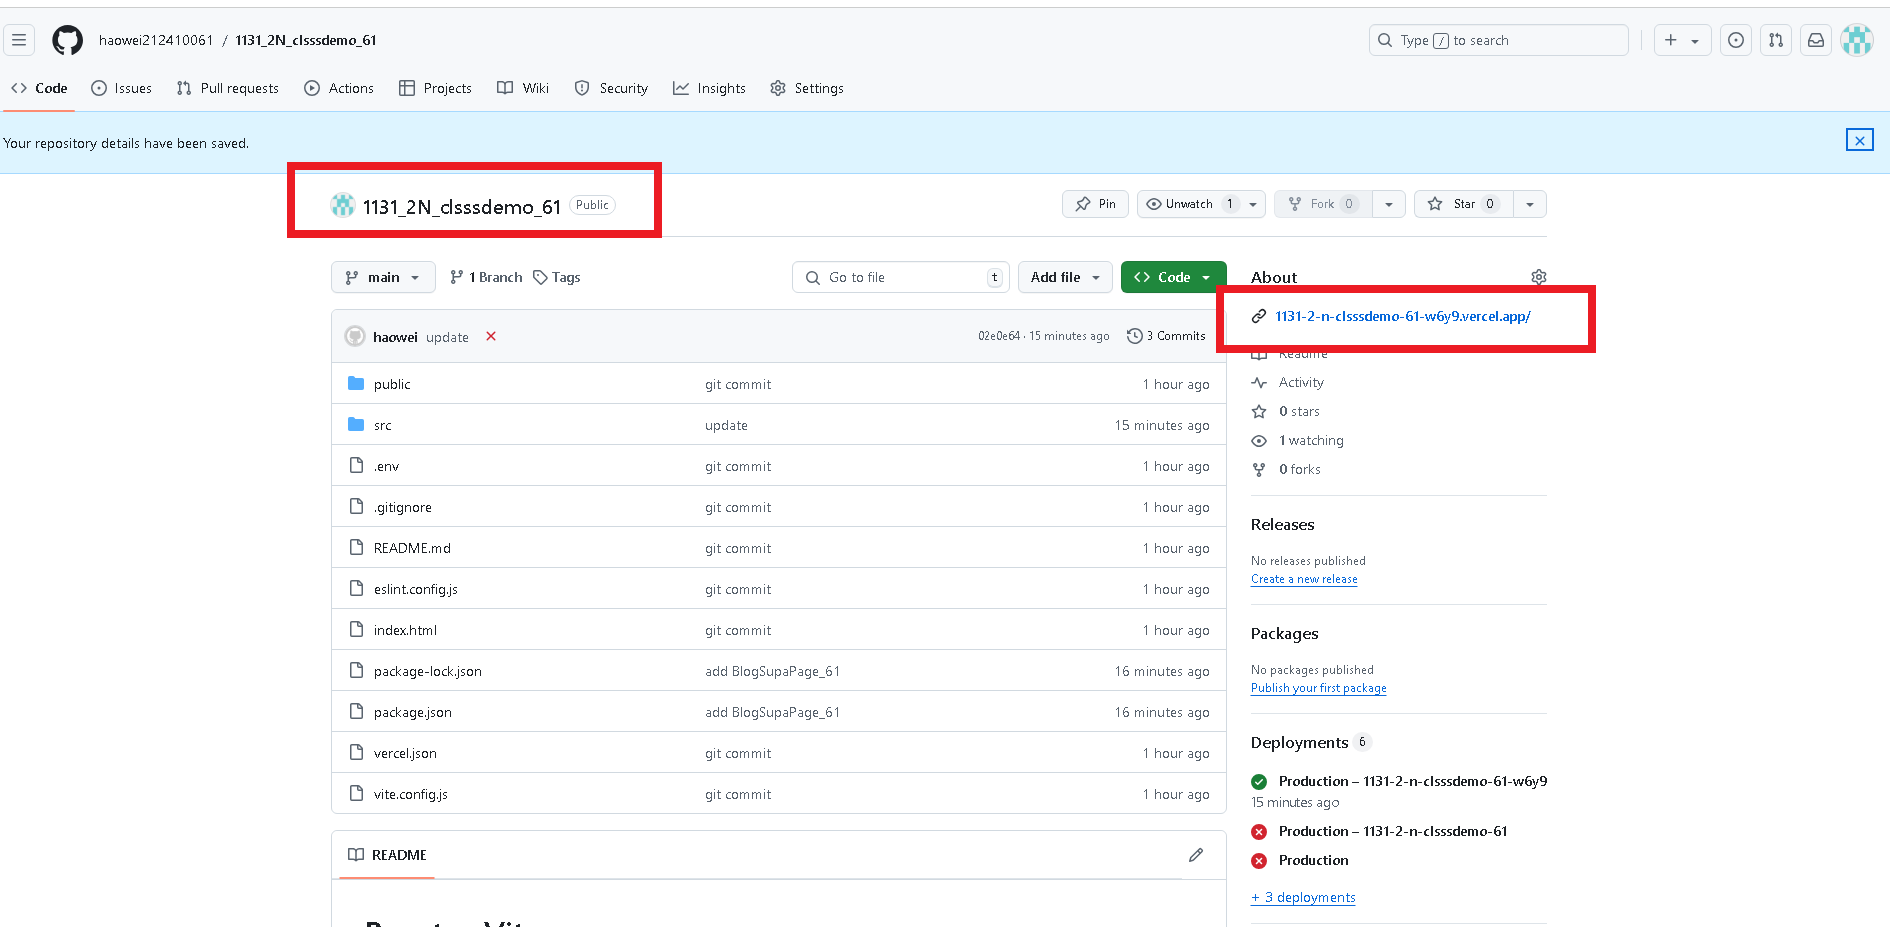 haowei212410061 / 1131_2N_clsssdemo_61
Type / to search
Code Issues Pull requests Actions Projects Wiki Security Insights Settings
Your repository details have been saved.
1131_2N_clsssdemo_61 Public
Pin Unwatch 1 Fork 0 Star 0
main 1 Branch Tags Go to file t Add file Code
About
1131-2-n-clsssdemo-61-w6y9.vercel.app/
haowei update 02e0e64 · 15 minutes ago 3 Commits
Readme
public git commit 1 hour ago
Activity
0 stars
src update 15 minutes ago
1 watching
.env git commit 1 hour ago
0 forks
.gitignore git commit 1 hour ago
Releases
README.md git commit 1 hour ago
No releases published
Create a new release
eslint.config.js git commit 1 hour ago
index.html git commit 1 hour ago
Packages
package-lock.json add BlogSupaPage_61 16 minutes ago
No packages published
Publish your first package
package.json add BlogSupaPage_61 16 minutes ago
Deployments 6
vercel.json git commit 1 hour ago
Production – 1131-2-n-clsssdemo-61-w6y9
15 minutes ago
vite.config.js git commit 1 hour ago
Production – 1131-2-n-clsssdemo-61
README
Production
+ 3 deployments